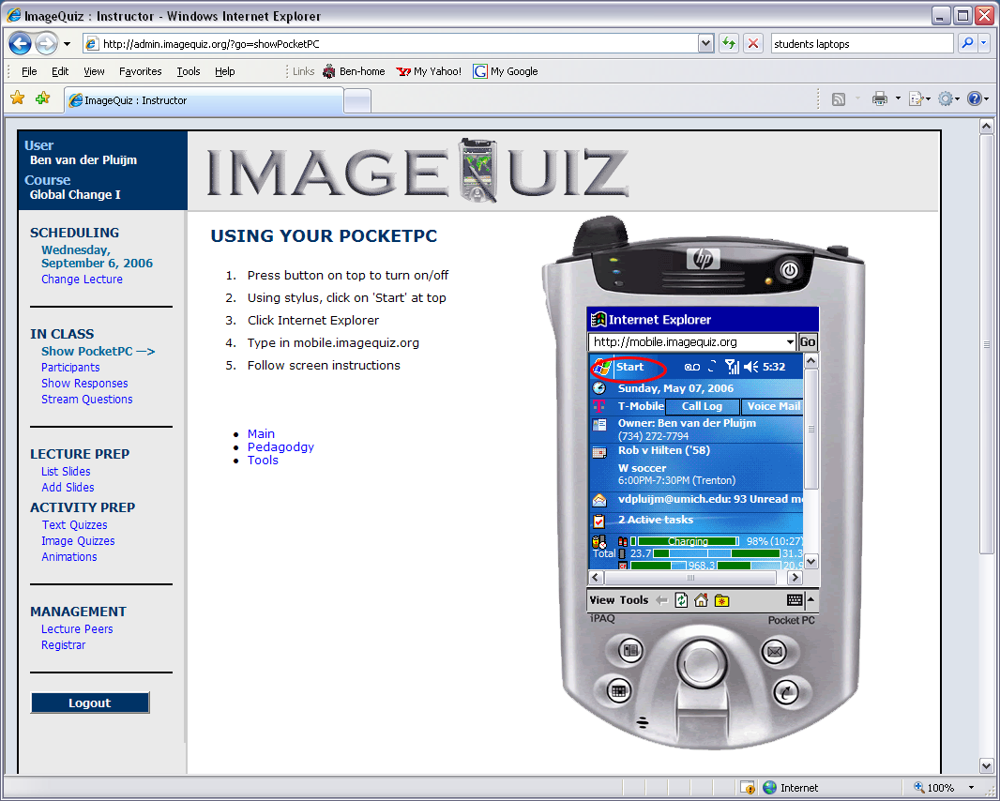 ImageQuiz : Instructor - Windows Internet Explorer
http://admin.imagequiz.org/?go=showPocketPC
students laptops
File Edit View Favorites Tools Help
Links Ben-home My Yahoo! My Google
ImageQuiz : Instructor
User
Ben van der Pluijm
Course
Global Change I
IMAGE QUIZ
SCHEDULING
Wednesday,
September 6, 2006
Change Lecture
IN CLASS
Show PocketPC —>
Participants
Show Responses
Stream Questions
LECTURE PREP
List Slides
Add Slides
ACTIVITY PREP
Text Quizzes
Image Quizzes
Animations
MANAGEMENT
Lecture Peers
Registrar
Logout
USING YOUR POCKETPC
1. Press button on top to turn on/off
2. Using stylus, click on 'Start' at top
3. Click Internet Explorer
4. Type in mobile.imagequiz.org
5. Follow screen instructions
Main
Pedagodgy
Tools
hp
Internet Explorer
http://mobile.imagequiz.org Go
Start 5:32
Sunday, May 07, 2006
T-Mobile Call Log Voice Mail
Owner: Ben van der Pluijm
(734) 272-7794
Rob v Hilten ('58)
W soccer
6:00PM-7:30PM (Trenton)
vdpluijm@umich.edu: 93 Unread
2 Active tasks
Charging 98% (10:27)
Total 23.7 31.3
968.3 20.9
View Tools
iPAQ Pocket PC
Internet 100%